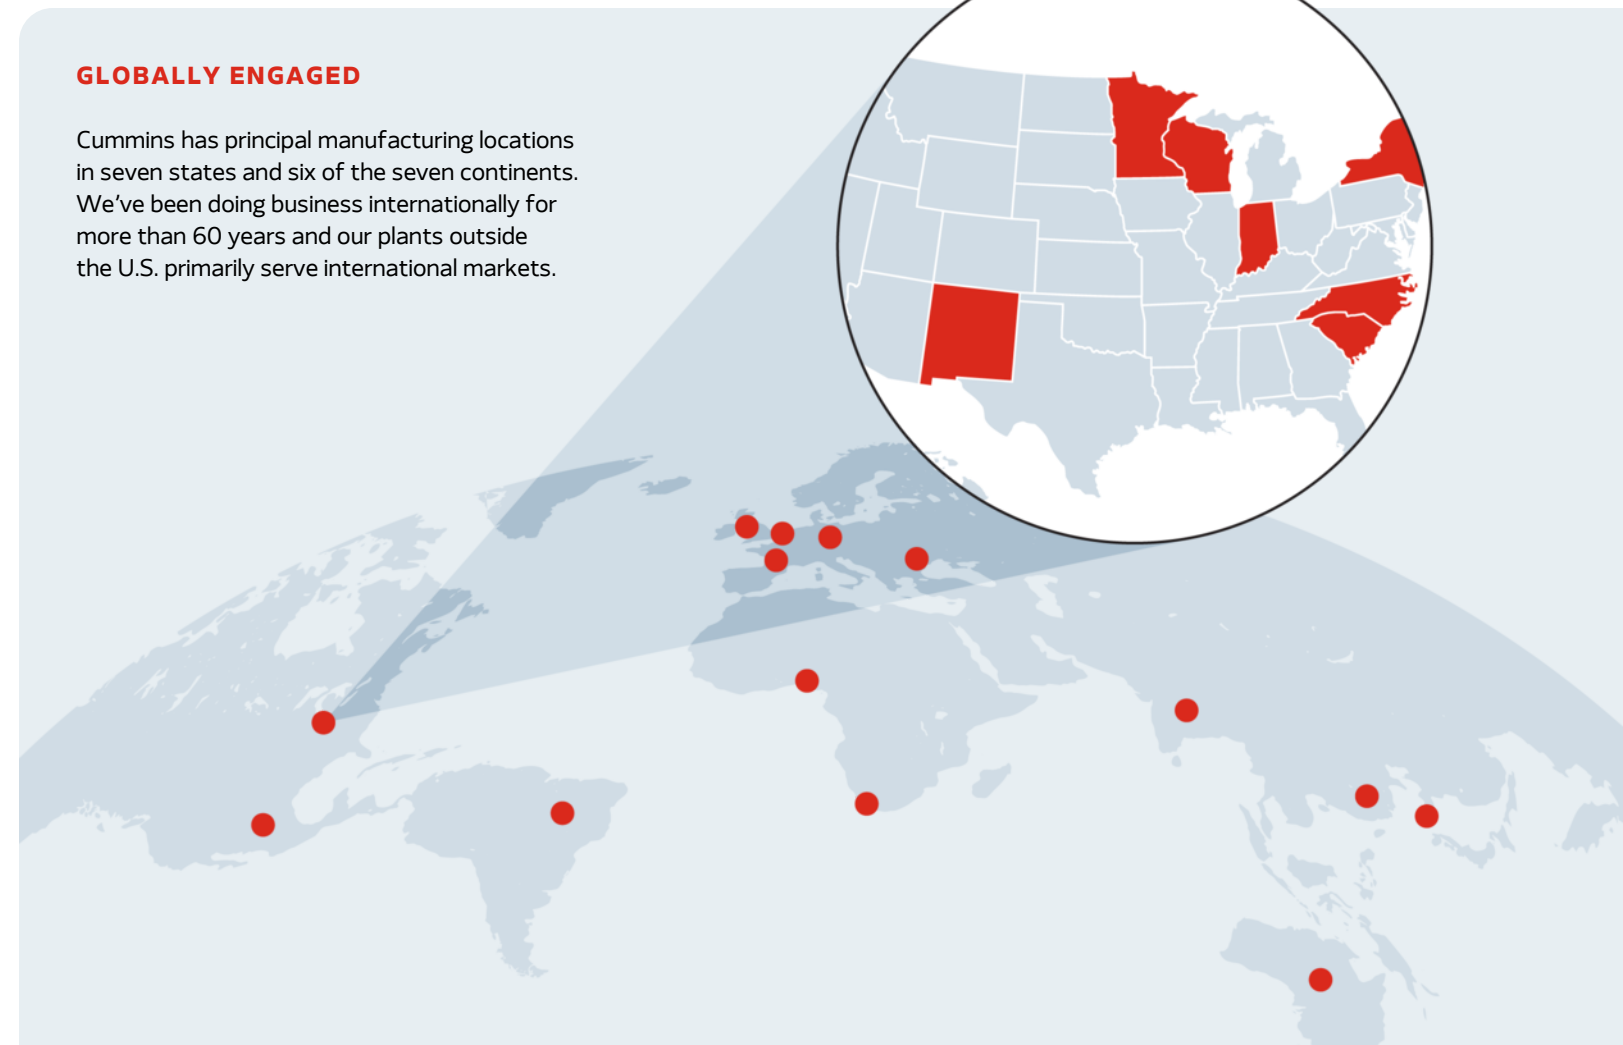 GLOBALLY ENGAGED
Cummins has principal manufacturing locations
in seven states and six of the seven continents.
We’ve been doing business internationally for
more than 60 years and our plants outside
the U.S. primarily serve international markets.